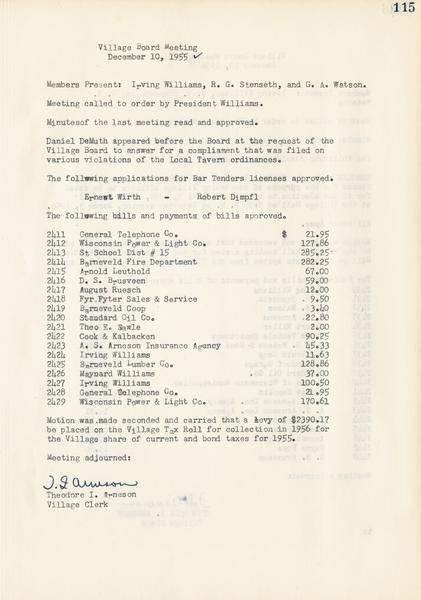 115
Village Board Meeting
December 10, 1955 ✓
Members Present: Irving Williams, R. G. Stenseth, and G. A. Watson.
Meeting called to order by President Williams.
Minutesof the last meeting read and approved.
Daniel DeMuth appeared before the Board at the request of the
Village Board to answer for a compliament that was filed on
various violations of the Local Tavern ordinances.
The following applications for Bar Tenders licenses approved.
Ernest Wirth - Robert Dimpfl
The following bills and payments of bills approved.
2411 General Telephone Co. $ 21.95
2412 Wisconsin Power & Light Co. 127.86
2413 St School Dist # 15 285.25
2414 Barneveld Fire Department 282.25
2415 Arnold Leuthold 67.00
2416 D. S. Brusveen 59.00
2417 August Ruesch 12.00
2418 Fyr.Fyter Sales & Service 9.50
2419 Barneveld Coop 3.40
2420 Standard Oil Co. 22.80
2421 Theo E. Sawle 2.00
2422 Cook & Kalbacken 90.25
2423 A. S. Arneson Insurance Agency 45.33
2424 Irving Williams 11.63
2425 Barneveld Lumber Co. 128.86
2426 Maynard Williams 37.00
2427 Irving Williams 100.50
2428 General Telephone Co. 21.95
2429 Wisconsin Power & Light Co. 170.61
Motion was made seconded and carried that a levy of $2390.17
be placed on the Village Tax Roll for collection in 1956 for
the Village share of current and bond taxes for 1955.
Meeting adjourned:
T. I. Arneson
Theodore I. Arneson
Village Clerk